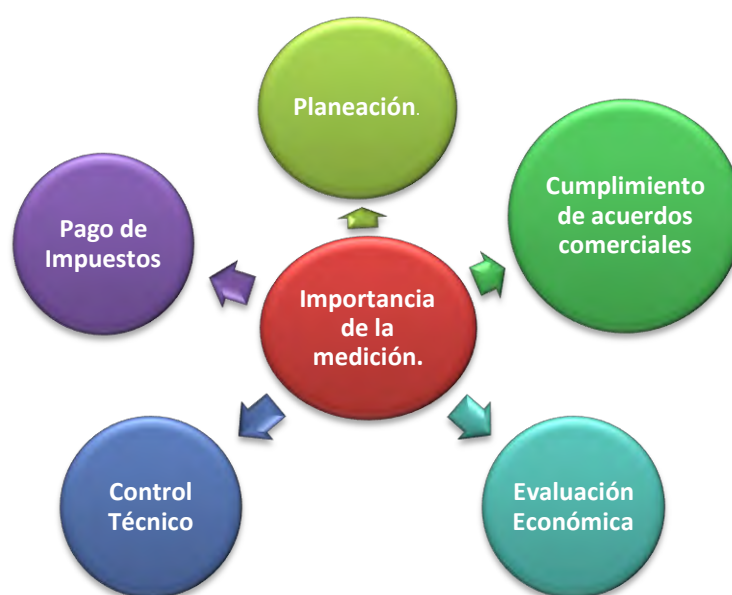 Planeación.
Cumplimiento
de acuerdos
comerciales
Pago de
Impuestos
Importancia
de la
medición.
Control
Técnico
Evaluación
Económica